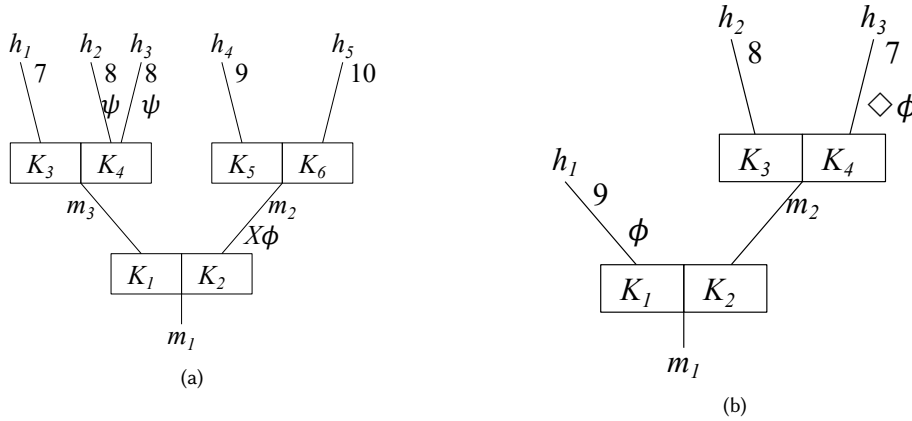 h₁ h₂ h₃ h₄ h₅
7 8 8 9 10
ψ ψ
K₃ K₄ K₅ K₆
m₃ m₂
Xϕ
K₁ K₂
m₁
(a)
h₂ h₃
8 7
◇ϕ
K₃ K₄
h₁
9
m₂
ϕ
K₁ K₂
m₁
(b)